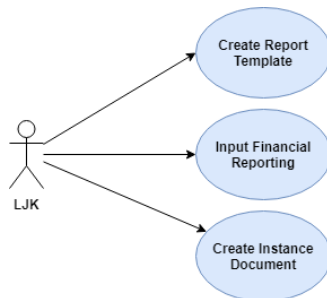 Create Report
Template
Input Financial
Reporting
LJK
Create Instance
Document